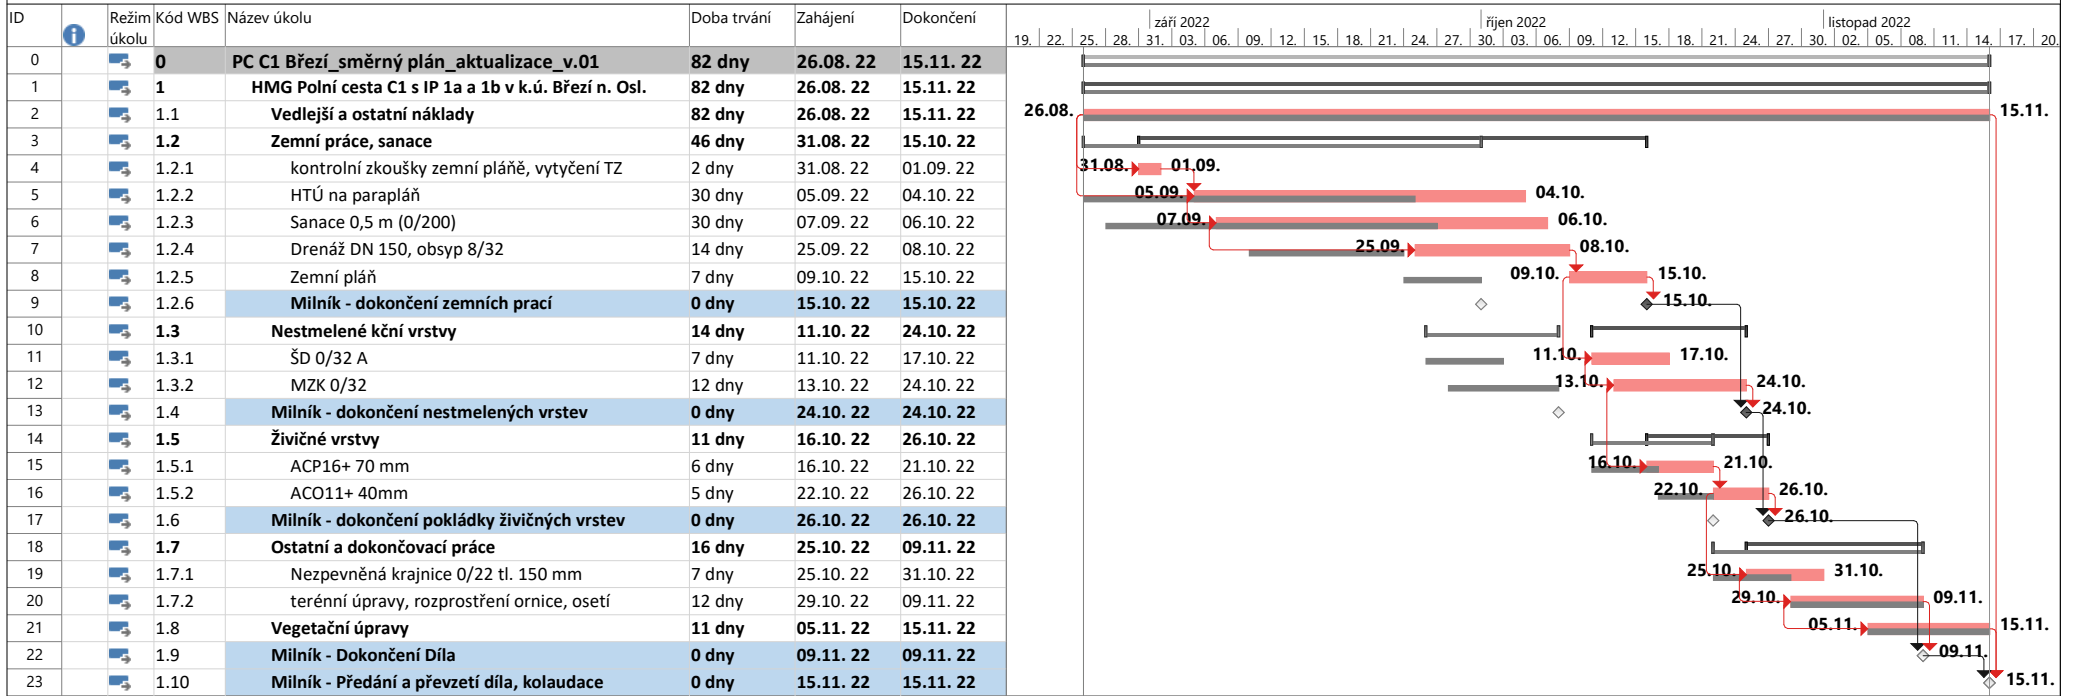 ID Režim úkolu Kód WBS Název úkolu Doba trvání Zahájení Dokončení
září 2022 říjen 2022 listopad 2022
19. 22. 25. 28. 31. 03. 06. 09. 12. 15. 18. 21. 24. 27. 30. 03. 06. 09. 12. 15. 18. 21. 24. 27. 30. 02. 05. 08. 11. 14. 17. 20.
0 0 PC C1 Březí_směrný plán_aktualizace_v.01 82 dny 26.08. 22 15.11. 22
1 1 HMG Polní cesta C1 s IP 1a a 1b v k.ú. Březí n. Osl. 82 dny 26.08. 22 15.11. 22
2 1.1 Vedlejší a ostatní náklady 82 dny 26.08. 22 15.11. 22 26.08. 15.11.
3 1.2 Zemní práce, sanace 46 dny 31.08. 22 15.10. 22
4 1.2.1 kontrolní zkoušky zemní pláňě, vytyčení TZ 2 dny 31.08. 22 01.09. 22 31.08. 01.09.
5 1.2.2 HTÚ na parapláň 30 dny 05.09. 22 04.10. 22 05.09. 04.10.
6 1.2.3 Sanace 0,5 m (0/200) 30 dny 07.09. 22 06.10. 22 07.09. 06.10.
7 1.2.4 Drenáž DN 150, obsyp 8/32 14 dny 25.09. 22 08.10. 22 25.09. 08.10.
8 1.2.5 Zemní pláň 7 dny 09.10. 22 15.10. 22 09.10. 15.10.
9 1.2.6 Milník - dokončení zemních prací 0 dny 15.10. 22 15.10. 22 15.10.
10 1.3 Nestmelené kční vrstvy 14 dny 11.10. 22 24.10. 22
11 1.3.1 ŠD 0/32 A 7 dny 11.10. 22 17.10. 22 11.10. 17.10.
12 1.3.2 MZK 0/32 12 dny 13.10. 22 24.10. 22 13.10. 24.10.
13 1.4 Milník - dokončení nestmelených vrstev 0 dny 24.10. 22 24.10. 22 24.10.
14 1.5 Živičné vrstvy 11 dny 16.10. 22 26.10. 22
15 1.5.1 ACP16+ 70 mm 6 dny 16.10. 22 21.10. 22 16.10. 21.10.
16 1.5.2 ACO11+ 40mm 5 dny 22.10. 22 26.10. 22 22.10. 26.10.
17 1.6 Milník - dokončení pokládky živičných vrstev 0 dny 26.10. 22 26.10. 22 26.10.
18 1.7 Ostatní a dokončovací práce 16 dny 25.10. 22 09.11. 22
19 1.7.1 Nezpevněná krajnice 0/22 tl. 150 mm 7 dny 25.10. 22 31.10. 22 25.10. 31.10.
20 1.7.2 terénní úpravy, rozprostření ornice, osetí 12 dny 29.10. 22 09.11. 22 29.10. 09.11.
21 1.8 Vegetační úpravy 11 dny 05.11. 22 15.11. 22 05.11. 15.11.
22 1.9 Milník - Dokončení Díla 0 dny 09.11. 22 09.11. 22 09.11.
23 1.10 Milník - Předání a převzetí díla, kolaudace 0 dny 15.11. 22 15.11. 22 15.11.